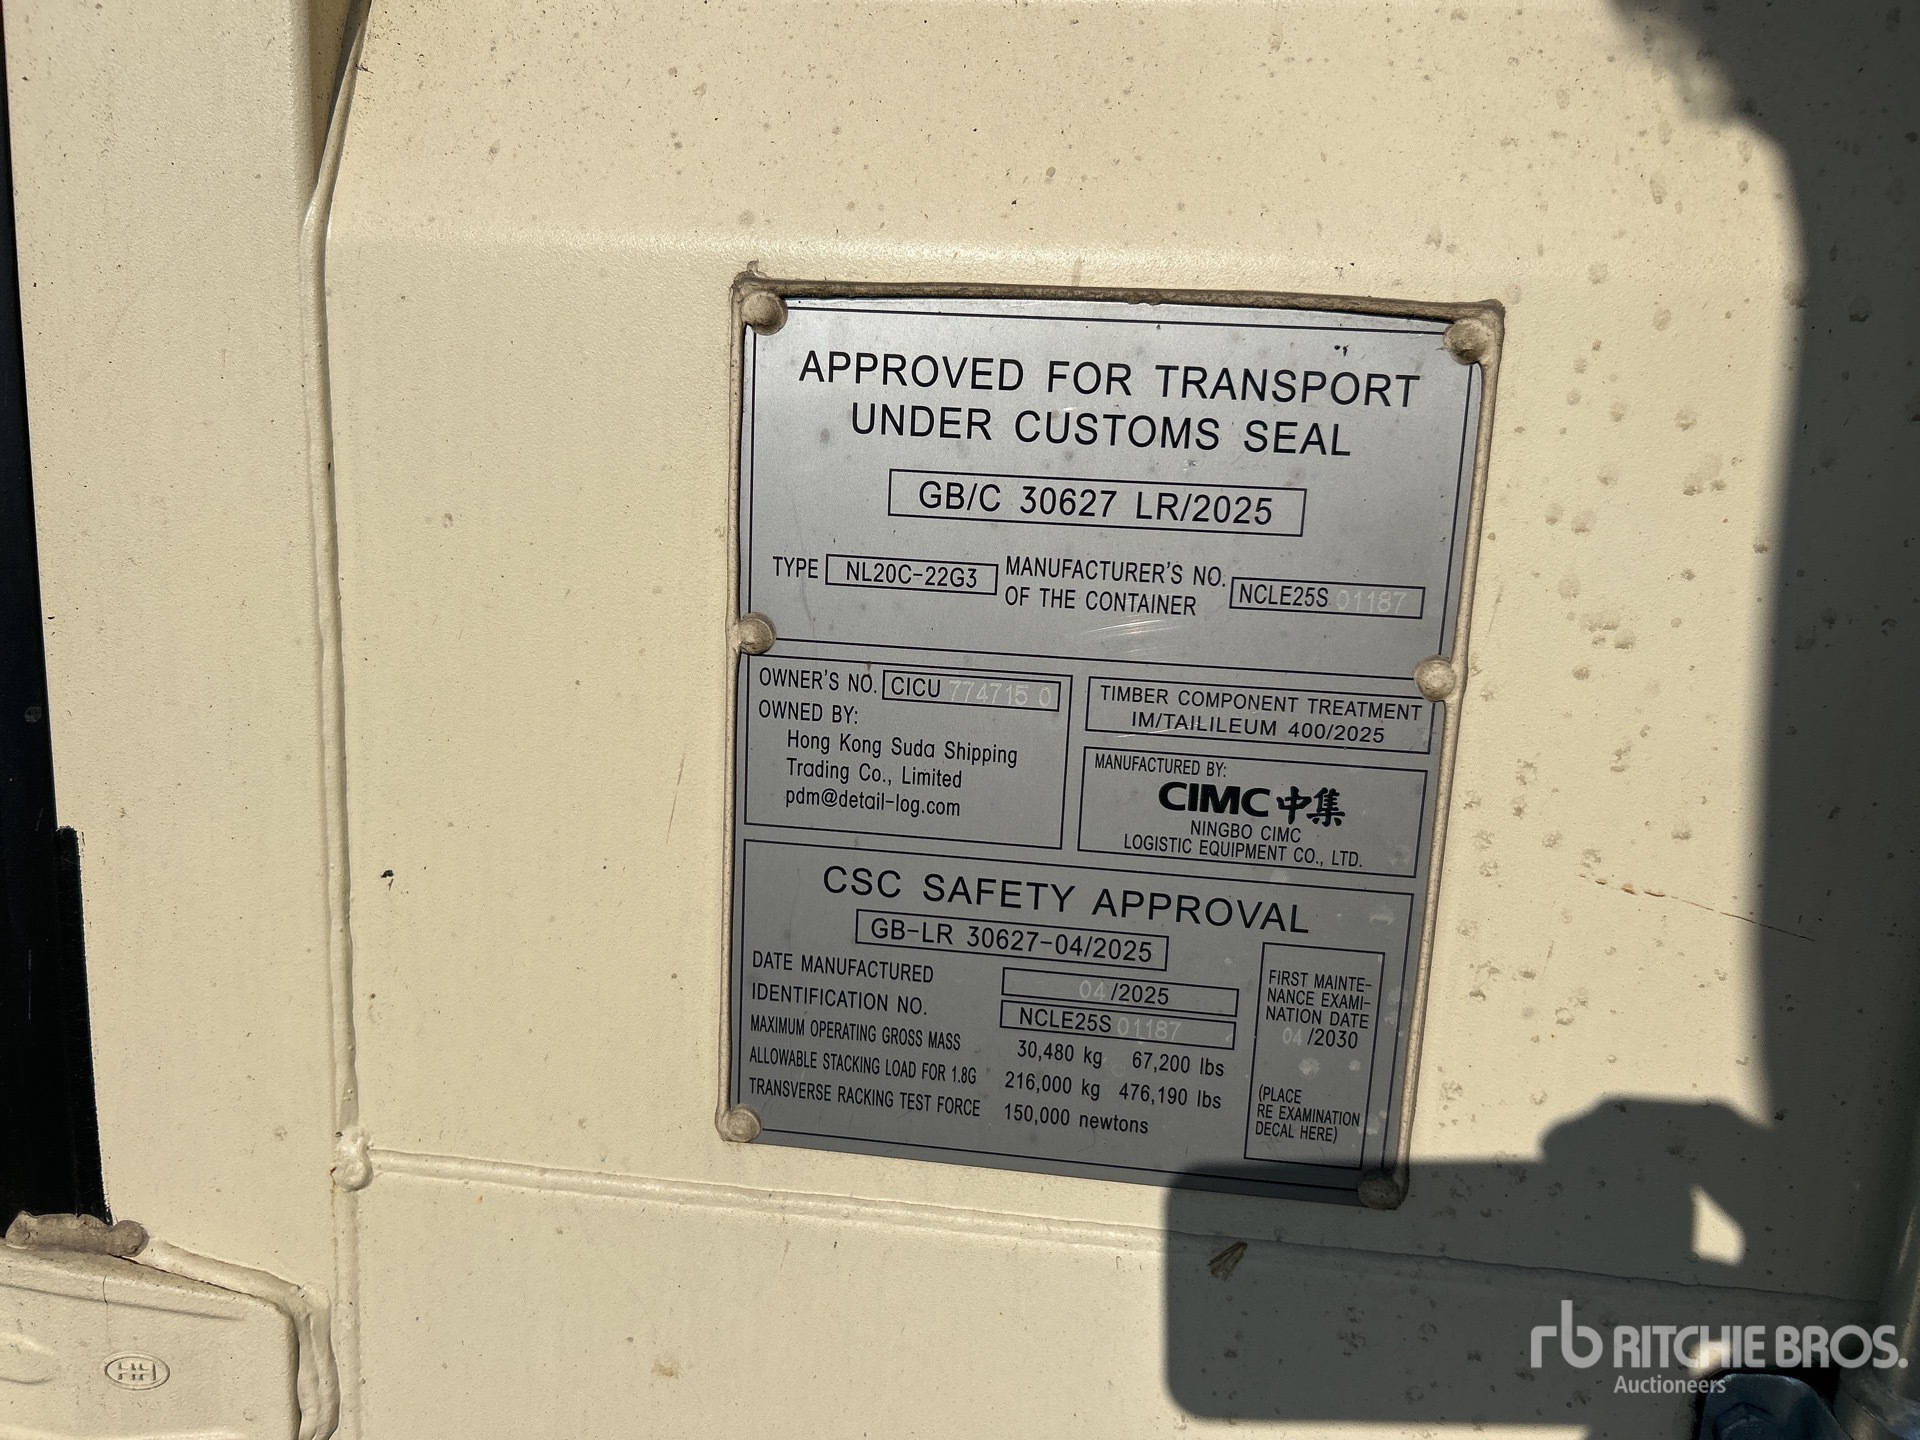 APPROVED FOR TRANSPORT
UNDER CUSTOMS SEAL
GB/C 30627 LR/2025
TYPE NL20C-22G3
MANUFACTURER'S NO.
OF THE CONTAINER
NCLE25S 01187
OWNER'S NO. CICU 774715 0
OWNED BY:
Hong Kong Suda Shipping
Trading Co., Limited
pdm@detail-log.com
TIMBER COMPONENT TREATMENT
IM/TAILILEUM 400/2025
MANUFACTURED BY:
CIMC中集
NINGBO CIMC
LOGISTIC EQUIPMENT CO., LTD.
CSC SAFETY APPROVAL
GB-LR 30627-04/2025
DATE MANUFACTURED 04/2025
IDENTIFICATION NO. NCLE25S 01187
MAXIMUM OPERATING GROSS MASS 30,480 kg 67,200 lbs
ALLOWABLE STACKING LOAD FOR 1.8G 216,000 kg 476,190 lbs
TRANSVERSE RACKING TEST FORCE 150,000 newtons
FIRST MAINTE-
NANCE EXAMI-
NATION DATE
04/2030
(PLACE
RE EXAMINATION
DECAL HERE)
rb RITCHIE BROS.
Auctioneers